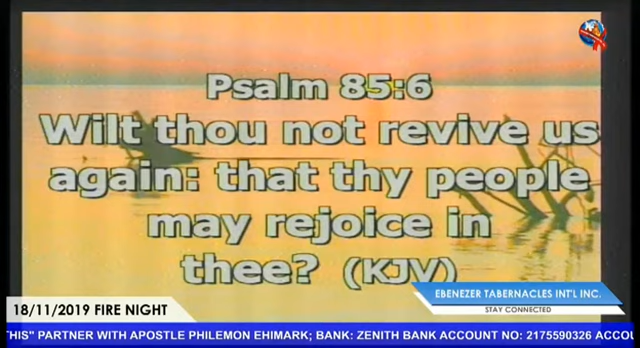 Psalm 85:6
Wilt thou not revive us
again: that thy people
may rejoice in
thee? (KJV)
EBENEZER TABERNACLES INT'L INC.
STAY CONNECTED
18/11/2019 FIRE NIGHT
THIS" PARTNER WITH APOSTLE PHILEMON EHIMARK; BANK: ZENITH BANK ACCOUNT NO: 2175590326 ACCOU